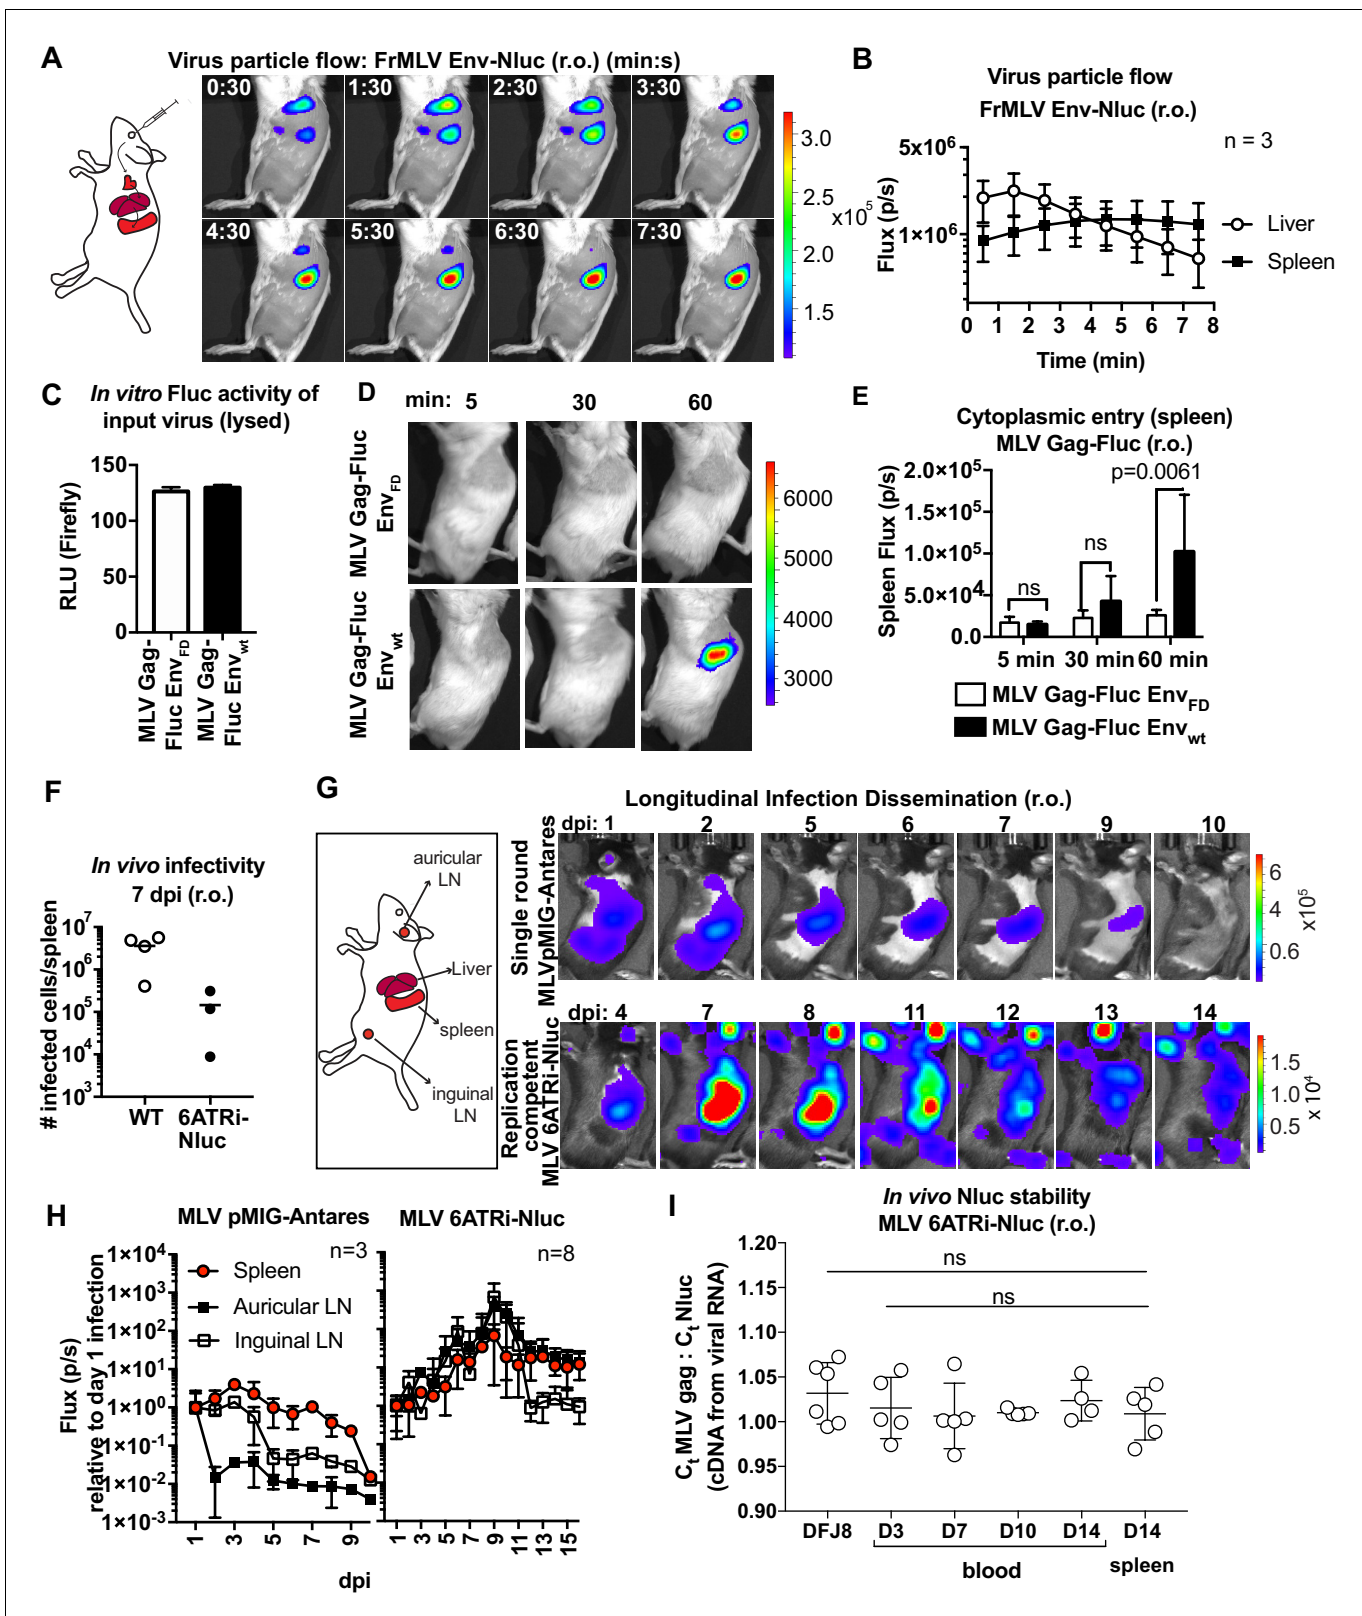 A
Virus particle flow: FrMLV Env-Nluc (r.o.) (min:s)
0:30
1:30
2:30
3:30
4:30
5:30
6:30
7:30
3.0
2.5
x10⁵
2.0
1.5
B
Virus particle flow
FrMLV Env-Nluc (r.o.)
n = 3
5x10⁶
1×10⁶
Flux (p/s)
0 1 2 3 4 5 6 7 8
Time (min)
Liver
Spleen
C
In vitro Fluc activity of
input virus (lysed)
RLU (Firefly)
150
100
50
0
MLV Gag-
Fluc Env_FD
MLV Gag-
Fluc Env_wt
D
min: 5 30 60
MLV Gag-Fluc
Env_FD
MLV Gag-Fluc
Env_wt
6000
5000
4000
3000
E
Cytoplasmic entry (spleen)
MLV Gag-Fluc (r.o.)
Spleen Flux (p/s)
2.0×10⁵
1.5×10⁵
1.0×10⁵
5.0×10⁴
0.0
ns
ns
p=0.0061
5 min 30 min 60 min
MLV Gag-Fluc Env_FD
MLV Gag-Fluc Env_wt
F
In vivo infectivity
7 dpi (r.o.)
# infected cells/spleen
10⁷
10⁶
10⁵
10⁴
10³
WT 6ATRi-
Nluc
G
Longitudinal Infection Dissemination (r.o.)
auricular
LN
Liver
spleen
inguinal
LN
Single round
MLVpMIG-Antares
dpi: 1 2 5 6 7 9 10
6
4
x10⁵
0.6
Replication
competent
MLV 6ATRi-Nluc
dpi: 4 7 8 11 12 13 14
1.5
1.0
x 10⁴
0.5
H
MLV pMIG-Antares
MLV 6ATRi-Nluc
n=3
n=8
Flux (p/s)
relative to day 1 infection
1×10⁴
1×10³
1×10²
1×10¹
1×10⁰
1×10⁻¹
1×10⁻²
1×10⁻³
Spleen
Auricular LN
Inguinal LN
1 3 5 7 9
1 3 5 7 9 11 13 15
dpi
I
In vivo Nluc stability
MLV 6ATRi-Nluc (r.o.)
C_t MLV gag : C_t Nluc
(cDNA from viral RNA)
1.20
1.15
1.10
1.05
1.00
0.95
0.90
ns
ns
DFJ8 D3 D7 D10 D14 D14
blood spleen